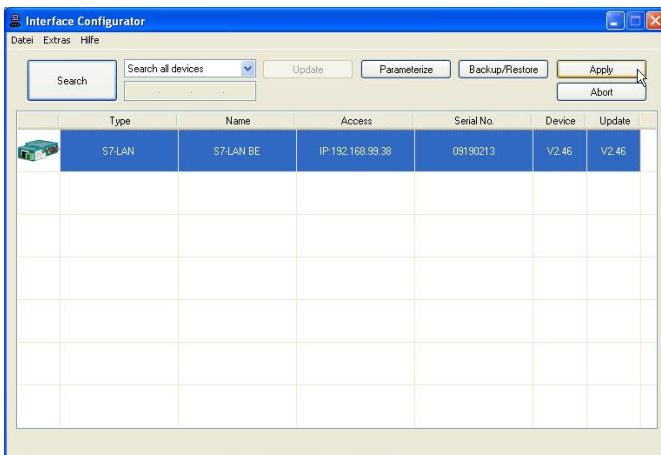 Interface Configurator
Datei Extras Hilfe
Search
Search all devices
Update
Parameterize
Backup/Restore
Apply
Abort
Type Name Access Serial No. Device Update
S7-LAN S7-LAN BE IP:192.168.99.38 09190213 V2.46 V2.46